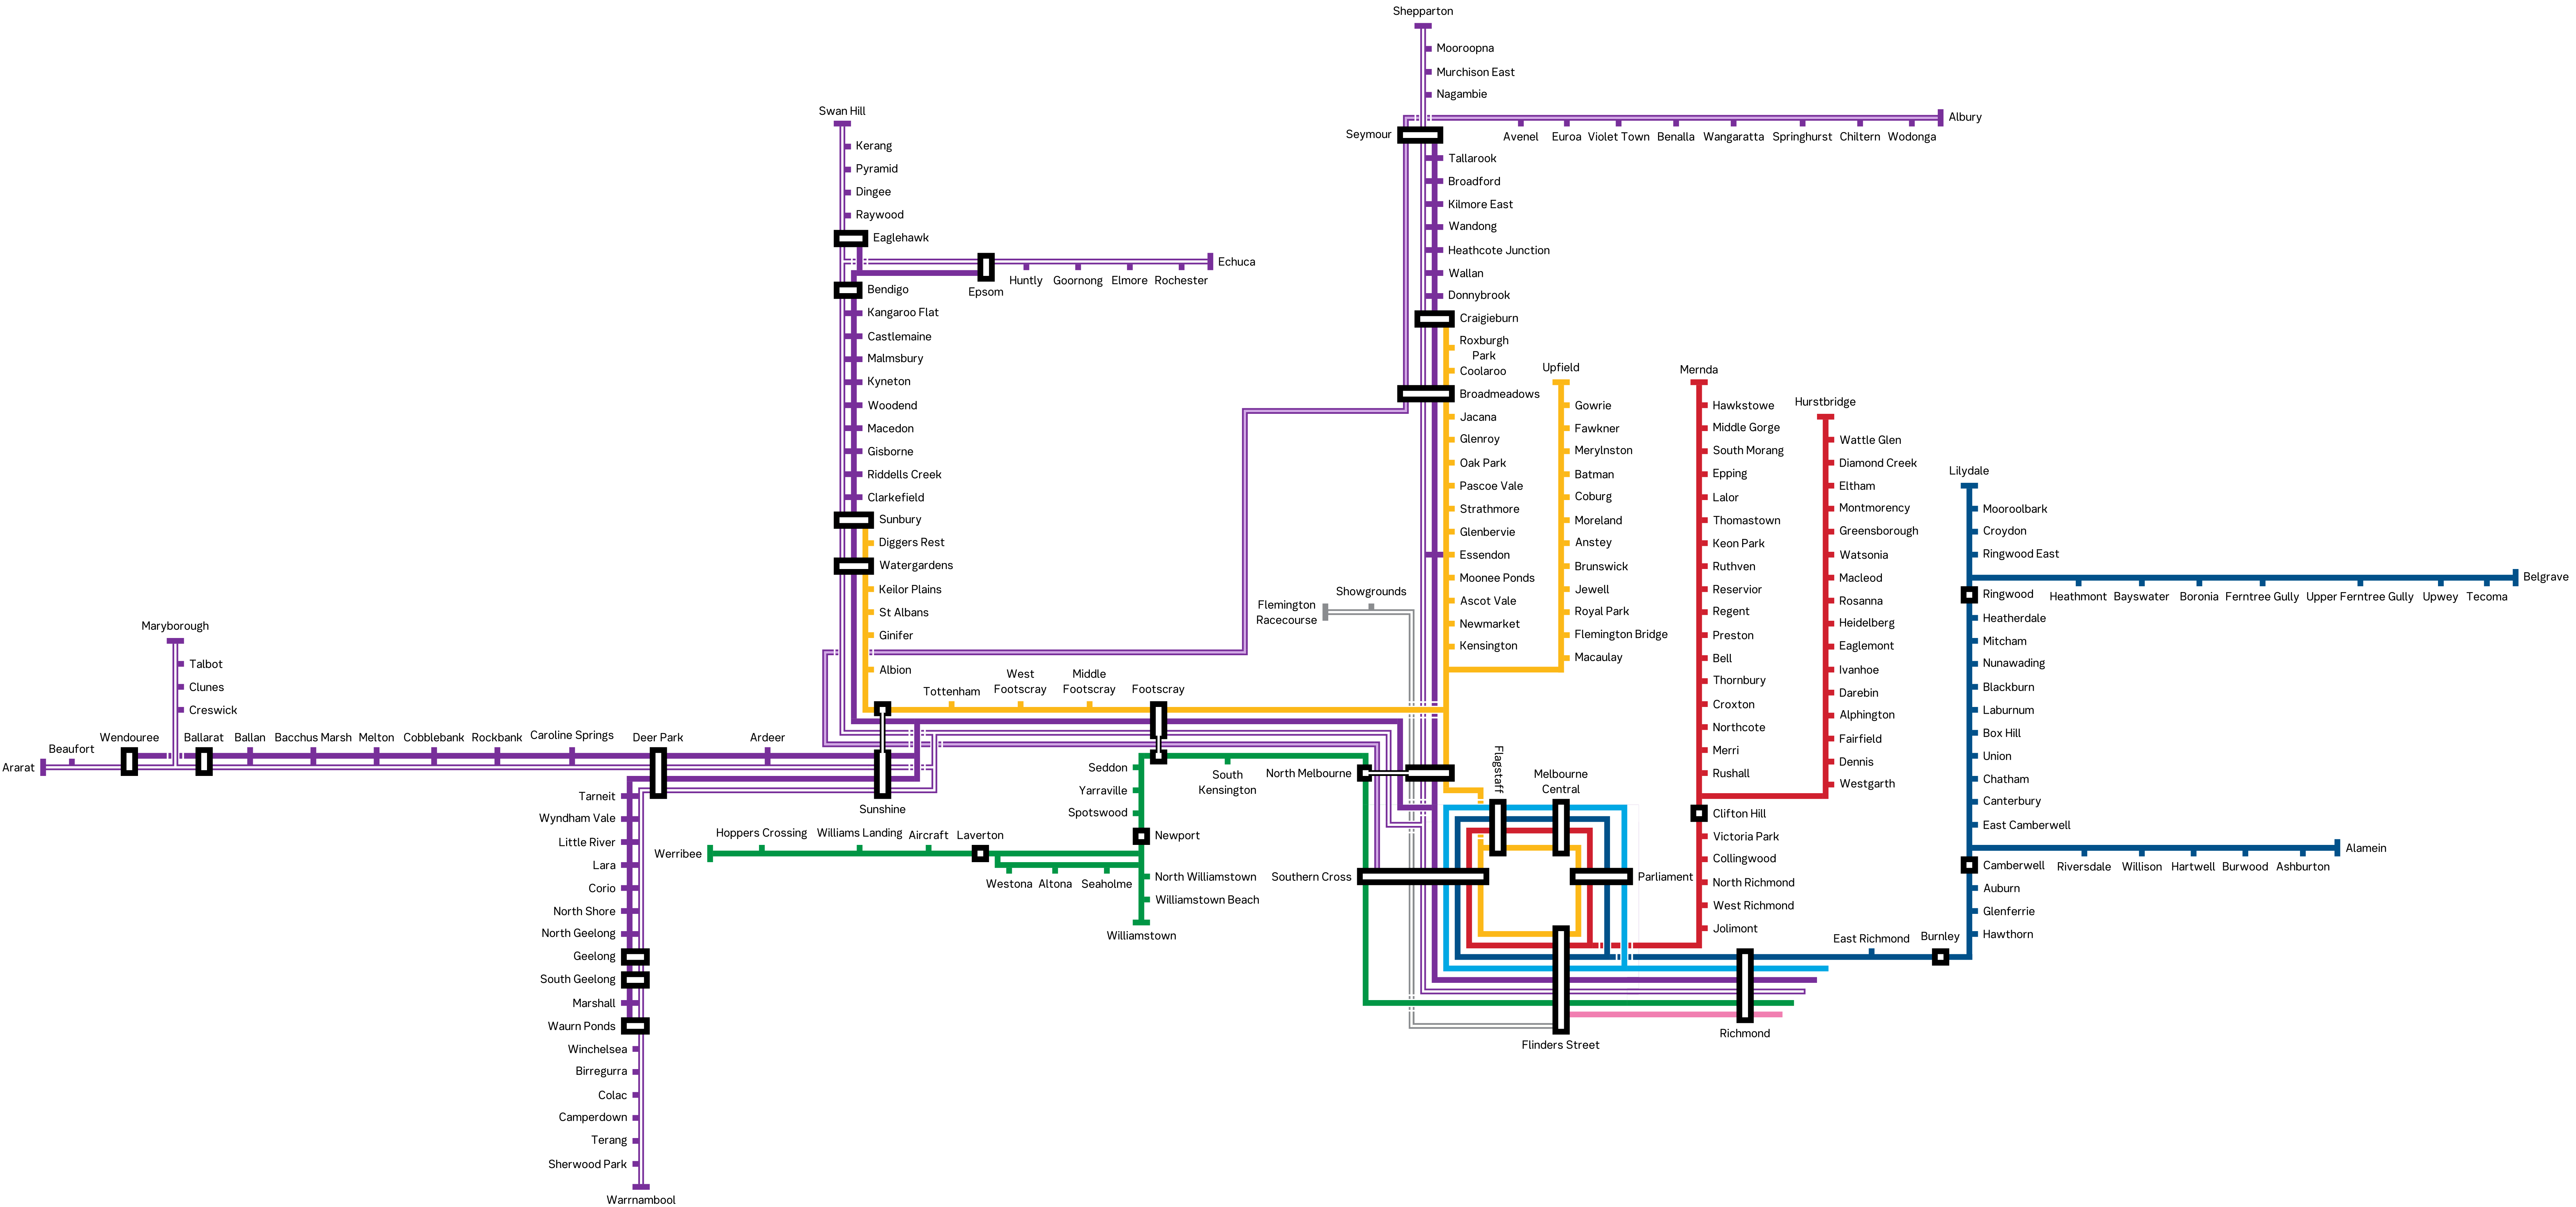 Shepparton
Mooroopna
Murchison East
Nagambie
Seymour
Albury
Avenel
Euroa
Violet Town
Benalla
Wangaratta
Springhurst
Chiltern
Wodonga
Tallarook
Broadford
Kilmore East
Wandong
Heathcote Junction
Wallan
Donnybrook
Craigieburn
Roxburgh
Park
Coolaroo
Broadmeadows
Jacana
Glenroy
Oak Park
Pascoe Vale
Strathmore
Glenbervie
Essendon
Moonee Ponds
Ascot Vale
Newmarket
Kensington
Swan Hill
Kerang
Pyramid
Dingee
Raywood
Eaglehawk
Echuca
Epsom
Huntly
Goornong
Elmore
Rochester
Bendigo
Kangaroo Flat
Castlemaine
Malmsbury
Kyneton
Woodend
Macedon
Gisborne
Riddells Creek
Clarkefield
Sunbury
Diggers Rest
Watergardens
Keilor Plains
St Albans
Ginifer
Albion
Tottenham
West
Footscray
Middle
Footscray
Footscray
Upfield
Gowrie
Fawkner
Merylnston
Batman
Coburg
Moreland
Anstey
Brunswick
Jewell
Royal Park
Flemington Bridge
Macaulay
Showgrounds
Flemington
Racecourse
Mernda
Hawkstowe
Middle Gorge
South Morang
Epping
Lalor
Thomastown
Keon Park
Ruthven
Reservior
Regent
Preston
Bell
Thornbury
Croxton
Northcote
Merri
Rushall
Clifton Hill
Victoria Park
Collingwood
North Richmond
West Richmond
Jolimont
Hurstbridge
Wattle Glen
Diamond Creek
Eltham
Montmorency
Greensborough
Watsonia
Macleod
Rosanna
Heidelberg
Eaglemont
Ivanhoe
Darebin
Alphington
Fairfield
Dennis
Westgarth
Lilydale
Mooroolbark
Croydon
Ringwood East
Belgrave
Ringwood
Heathmont
Bayswater
Boronia
Ferntree Gully
Upper Ferntree Gully
Upwey
Tecoma
Heatherdale
Mitcham
Nunawading
Blackburn
Laburnum
Box Hill
Union
Chatham
Canterbury
East Camberwell
Alamein
Camberwell
Riversdale
Willison
Hartwell
Burwood
Ashburton
Auburn
Glenferrie
Hawthorn
East Richmond
Burnley
Maryborough
Talbot
Clunes
Creswick
Ararat
Beaufort
Wendouree
Ballarat
Ballan
Bacchus Marsh
Melton
Cobblebank
Rockbank
Caroline Springs
Deer Park
Ardeer
Sunshine
Tarneit
Wyndham Vale
Little River
Lara
Corio
North Shore
North Geelong
Geelong
South Geelong
Marshall
Waurn Ponds
Winchelsea
Birregurra
Colac
Camperdown
Terang
Sherwood Park
Warrnambool
Seddon
Yarraville
Spotswood
South
Kensington
Newport
Werribee
Hoppers Crossing
Williams Landing
Aircraft
Laverton
Westona
Altona
Seaholme
North Williamstown
Williamstown Beach
Williamstown
North Melbourne
Flagstaff
Melbourne
Central
Southern Cross
Parliament
Flinders Street
Richmond